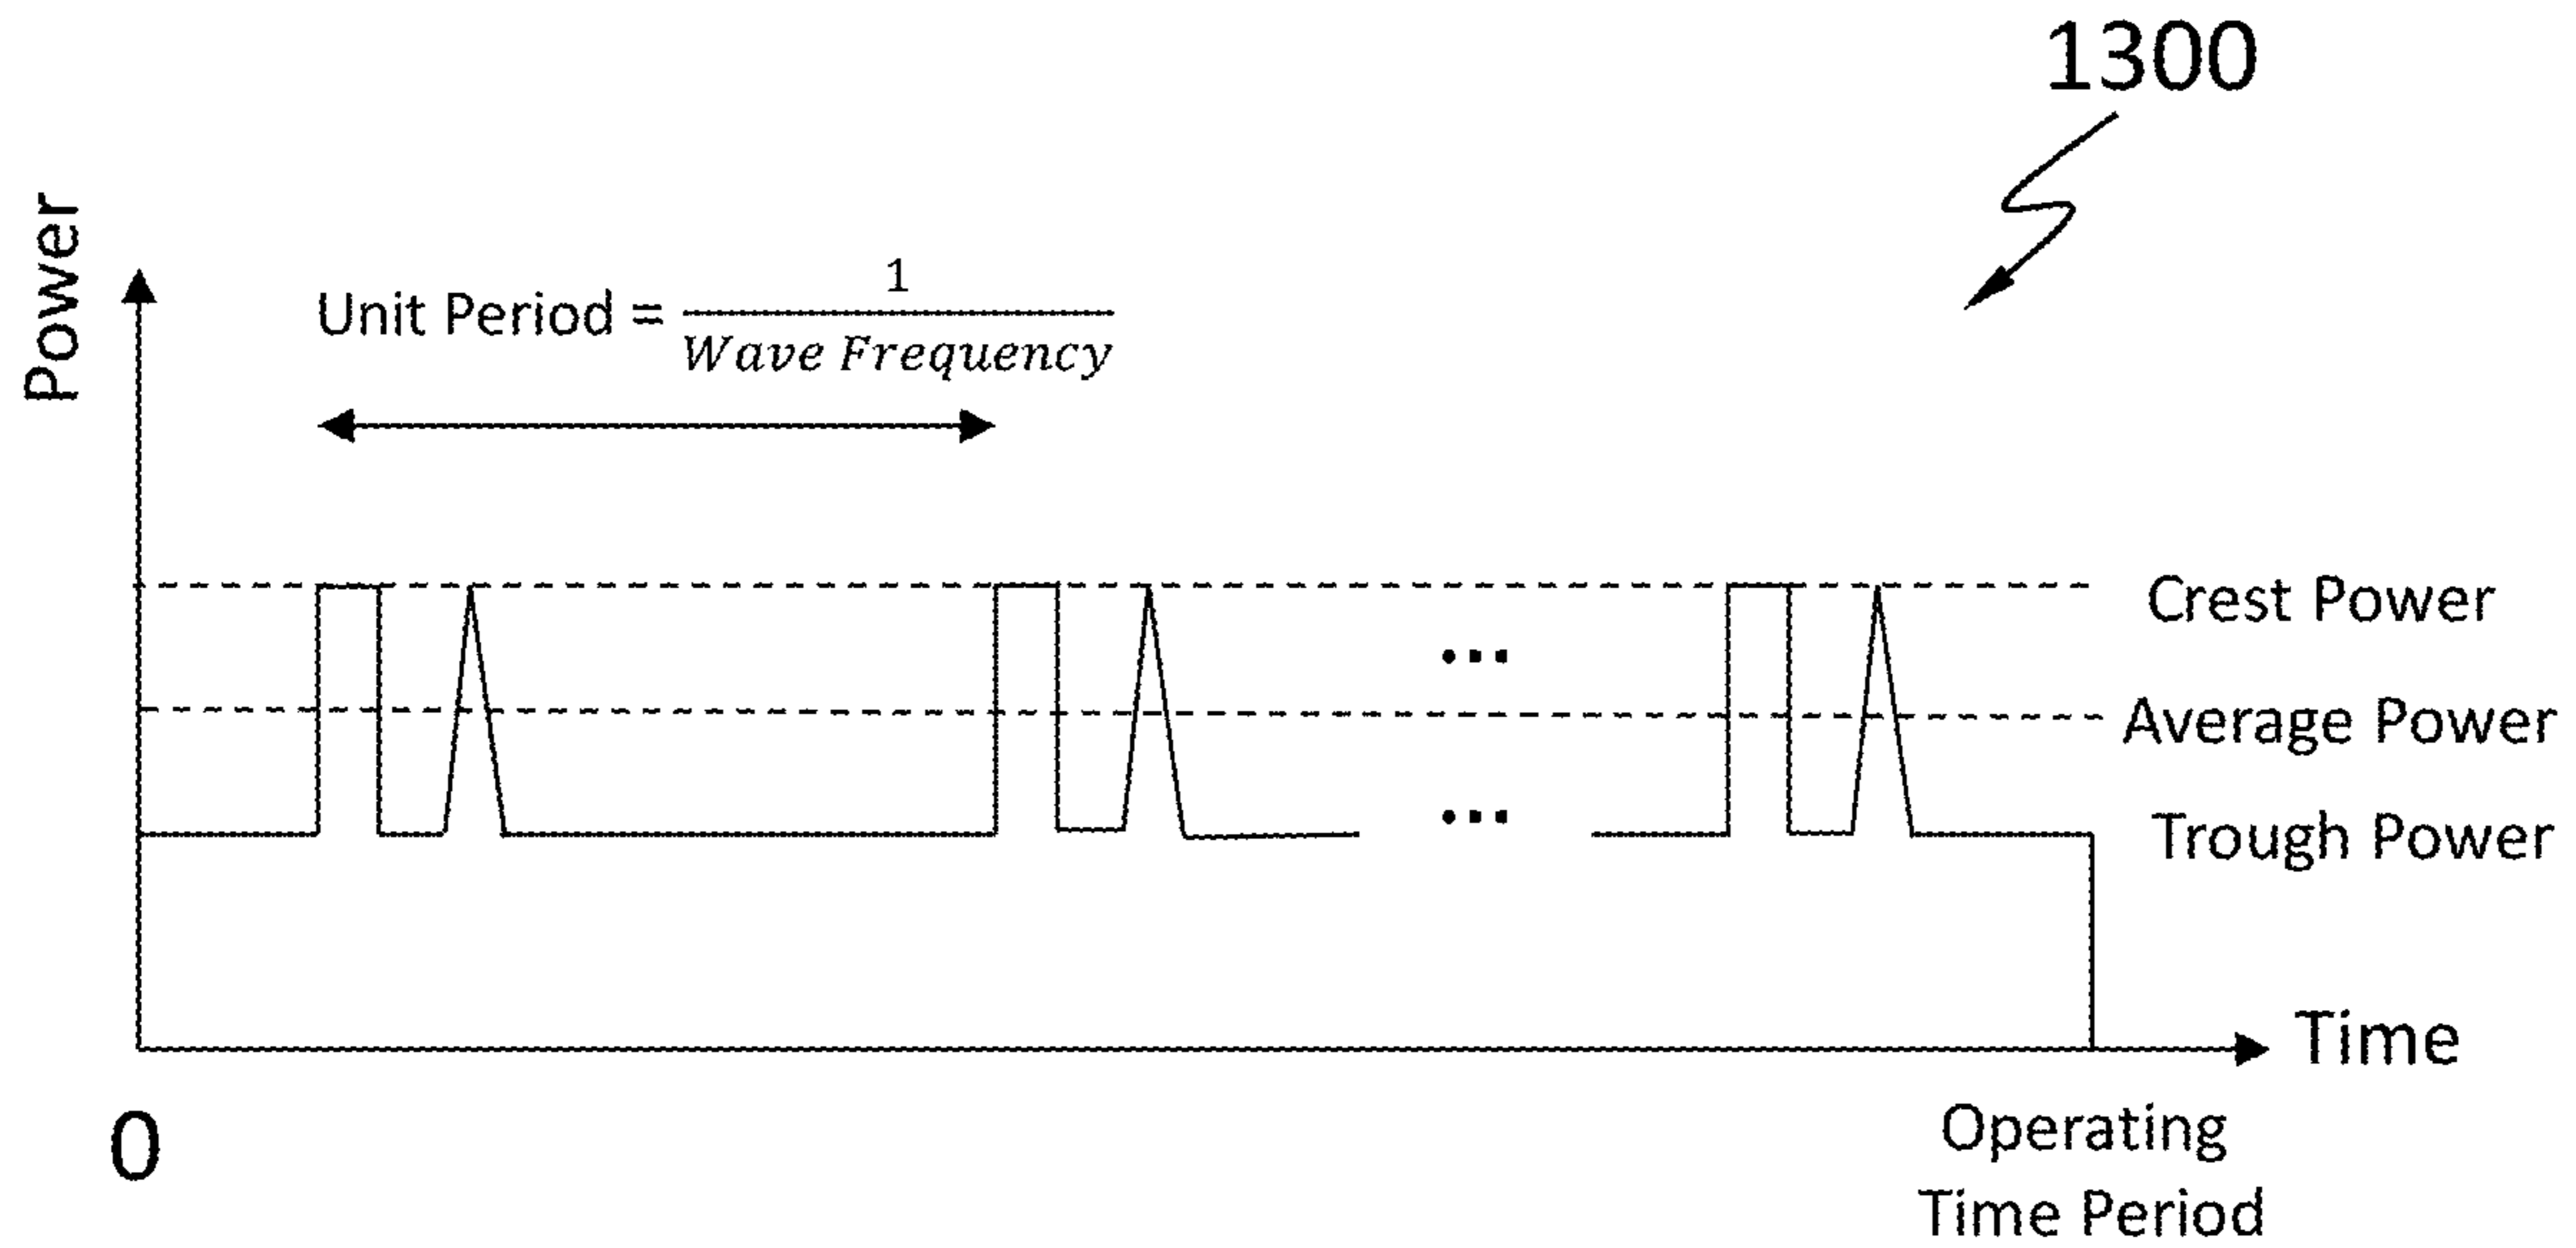 1300
Power
Unit Period = 1
Wave Frequency
Crest Power
...
Average Power
...
Trough Power
Time
0
Operating
Time Period